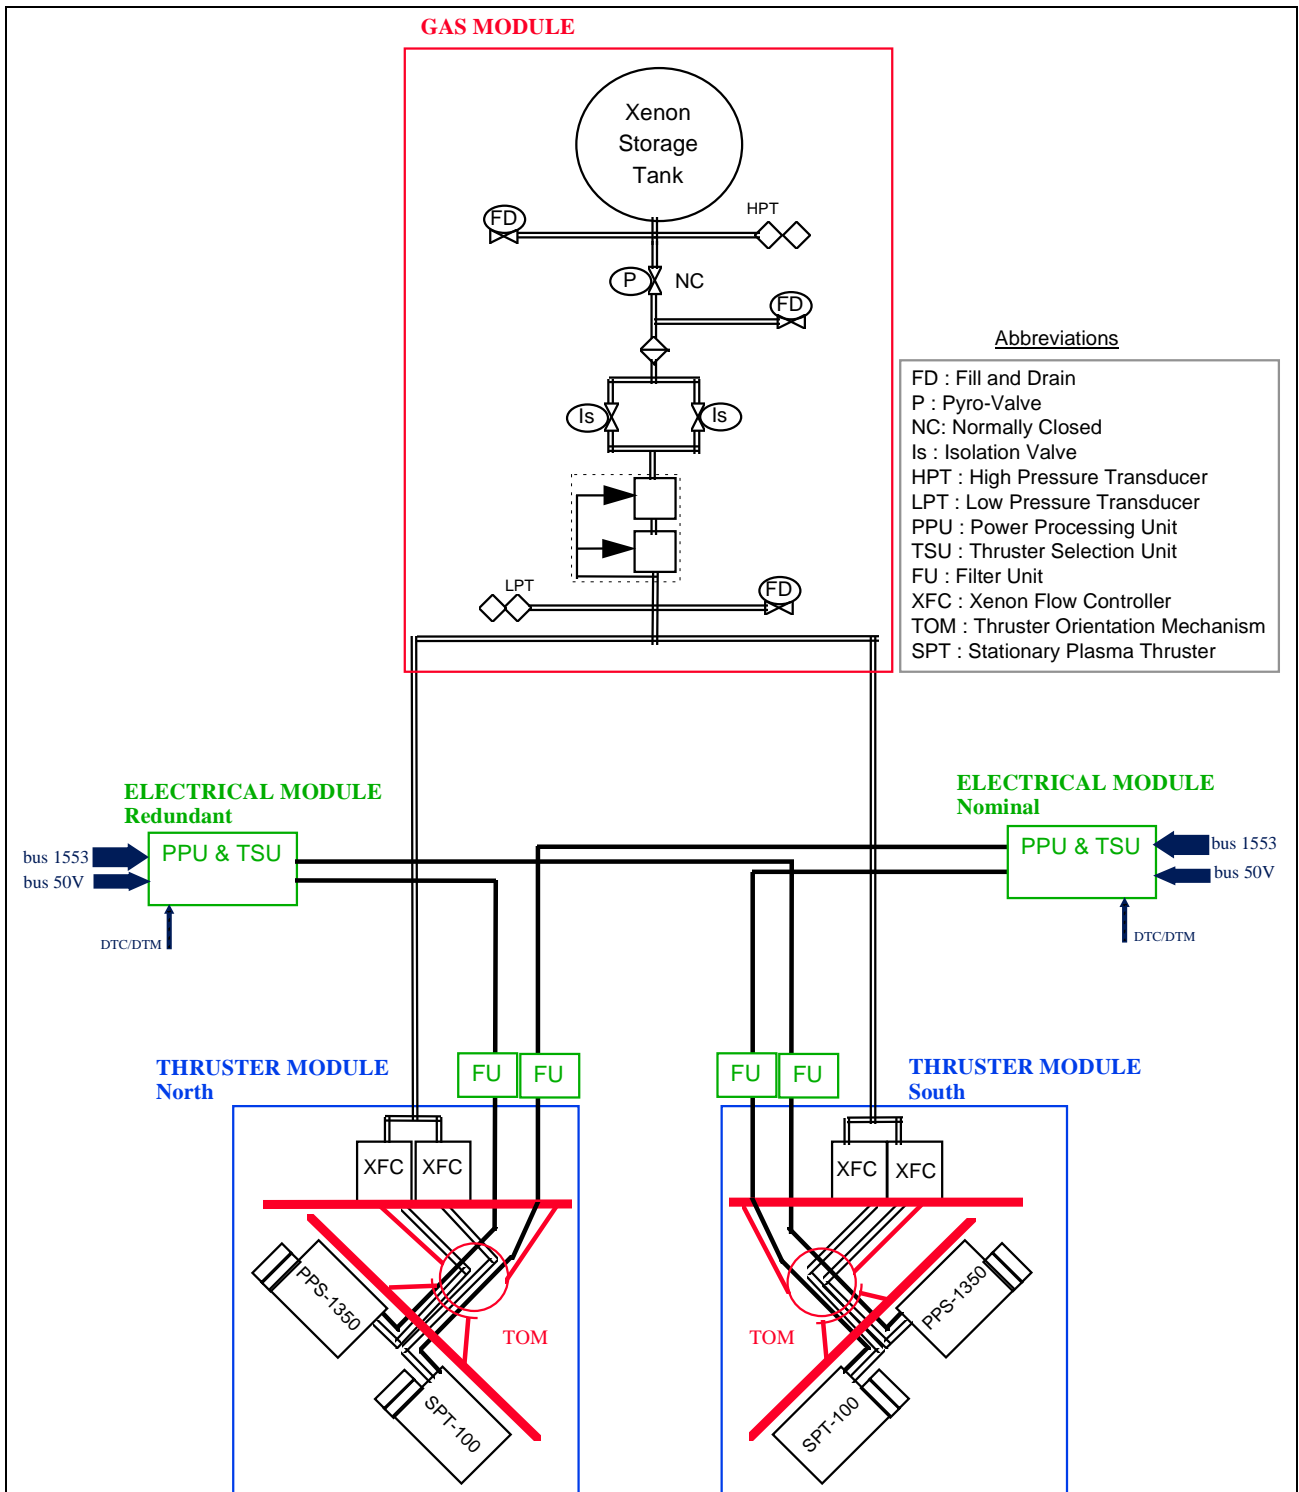 GAS MODULE
Xenon
Storage
Tank
FD
HPT
P
NC
FD
Is
Is
LPT
FD
Abbreviations
FD : Fill and Drain
P : Pyro-Valve
NC: Normally Closed
Is : Isolation Valve
HPT : High Pressure Transducer
LPT : Low Pressure Transducer
PPU : Power Processing Unit
TSU : Thruster Selection Unit
FU : Filter Unit
XFC : Xenon Flow Controller
TOM : Thruster Orientation Mechanism
SPT : Stationary Plasma Thruster
ELECTRICAL MODULE
Redundant
PPU & TSU
bus 1553
bus 50V
DTC/DTM
ELECTRICAL MODULE
Nominal
PPU & TSU
bus 1553
bus 50V
DTC/DTM
THRUSTER MODULE
North
FU
FU
XFC
XFC
PPS-1350
SPT-100
TOM
THRUSTER MODULE
South
FU
FU
XFC
XFC
TOM
PPS-1350
SPT-100